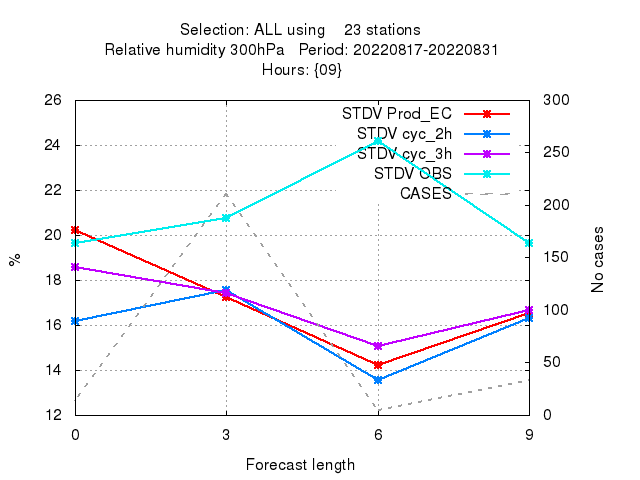 Selection: ALL using    23 stations
Relative humidity 300hPa   Period: 20220817-20220831
Hours: {09}
26
24
22
20
18
16
14
12
%
300
250
200
150
100
50
0
No cases
STDV Prod_EC
STDV cyc_2h
STDV cyc_3h
STDV OBS
CASES
0 3 6 9
Forecast length